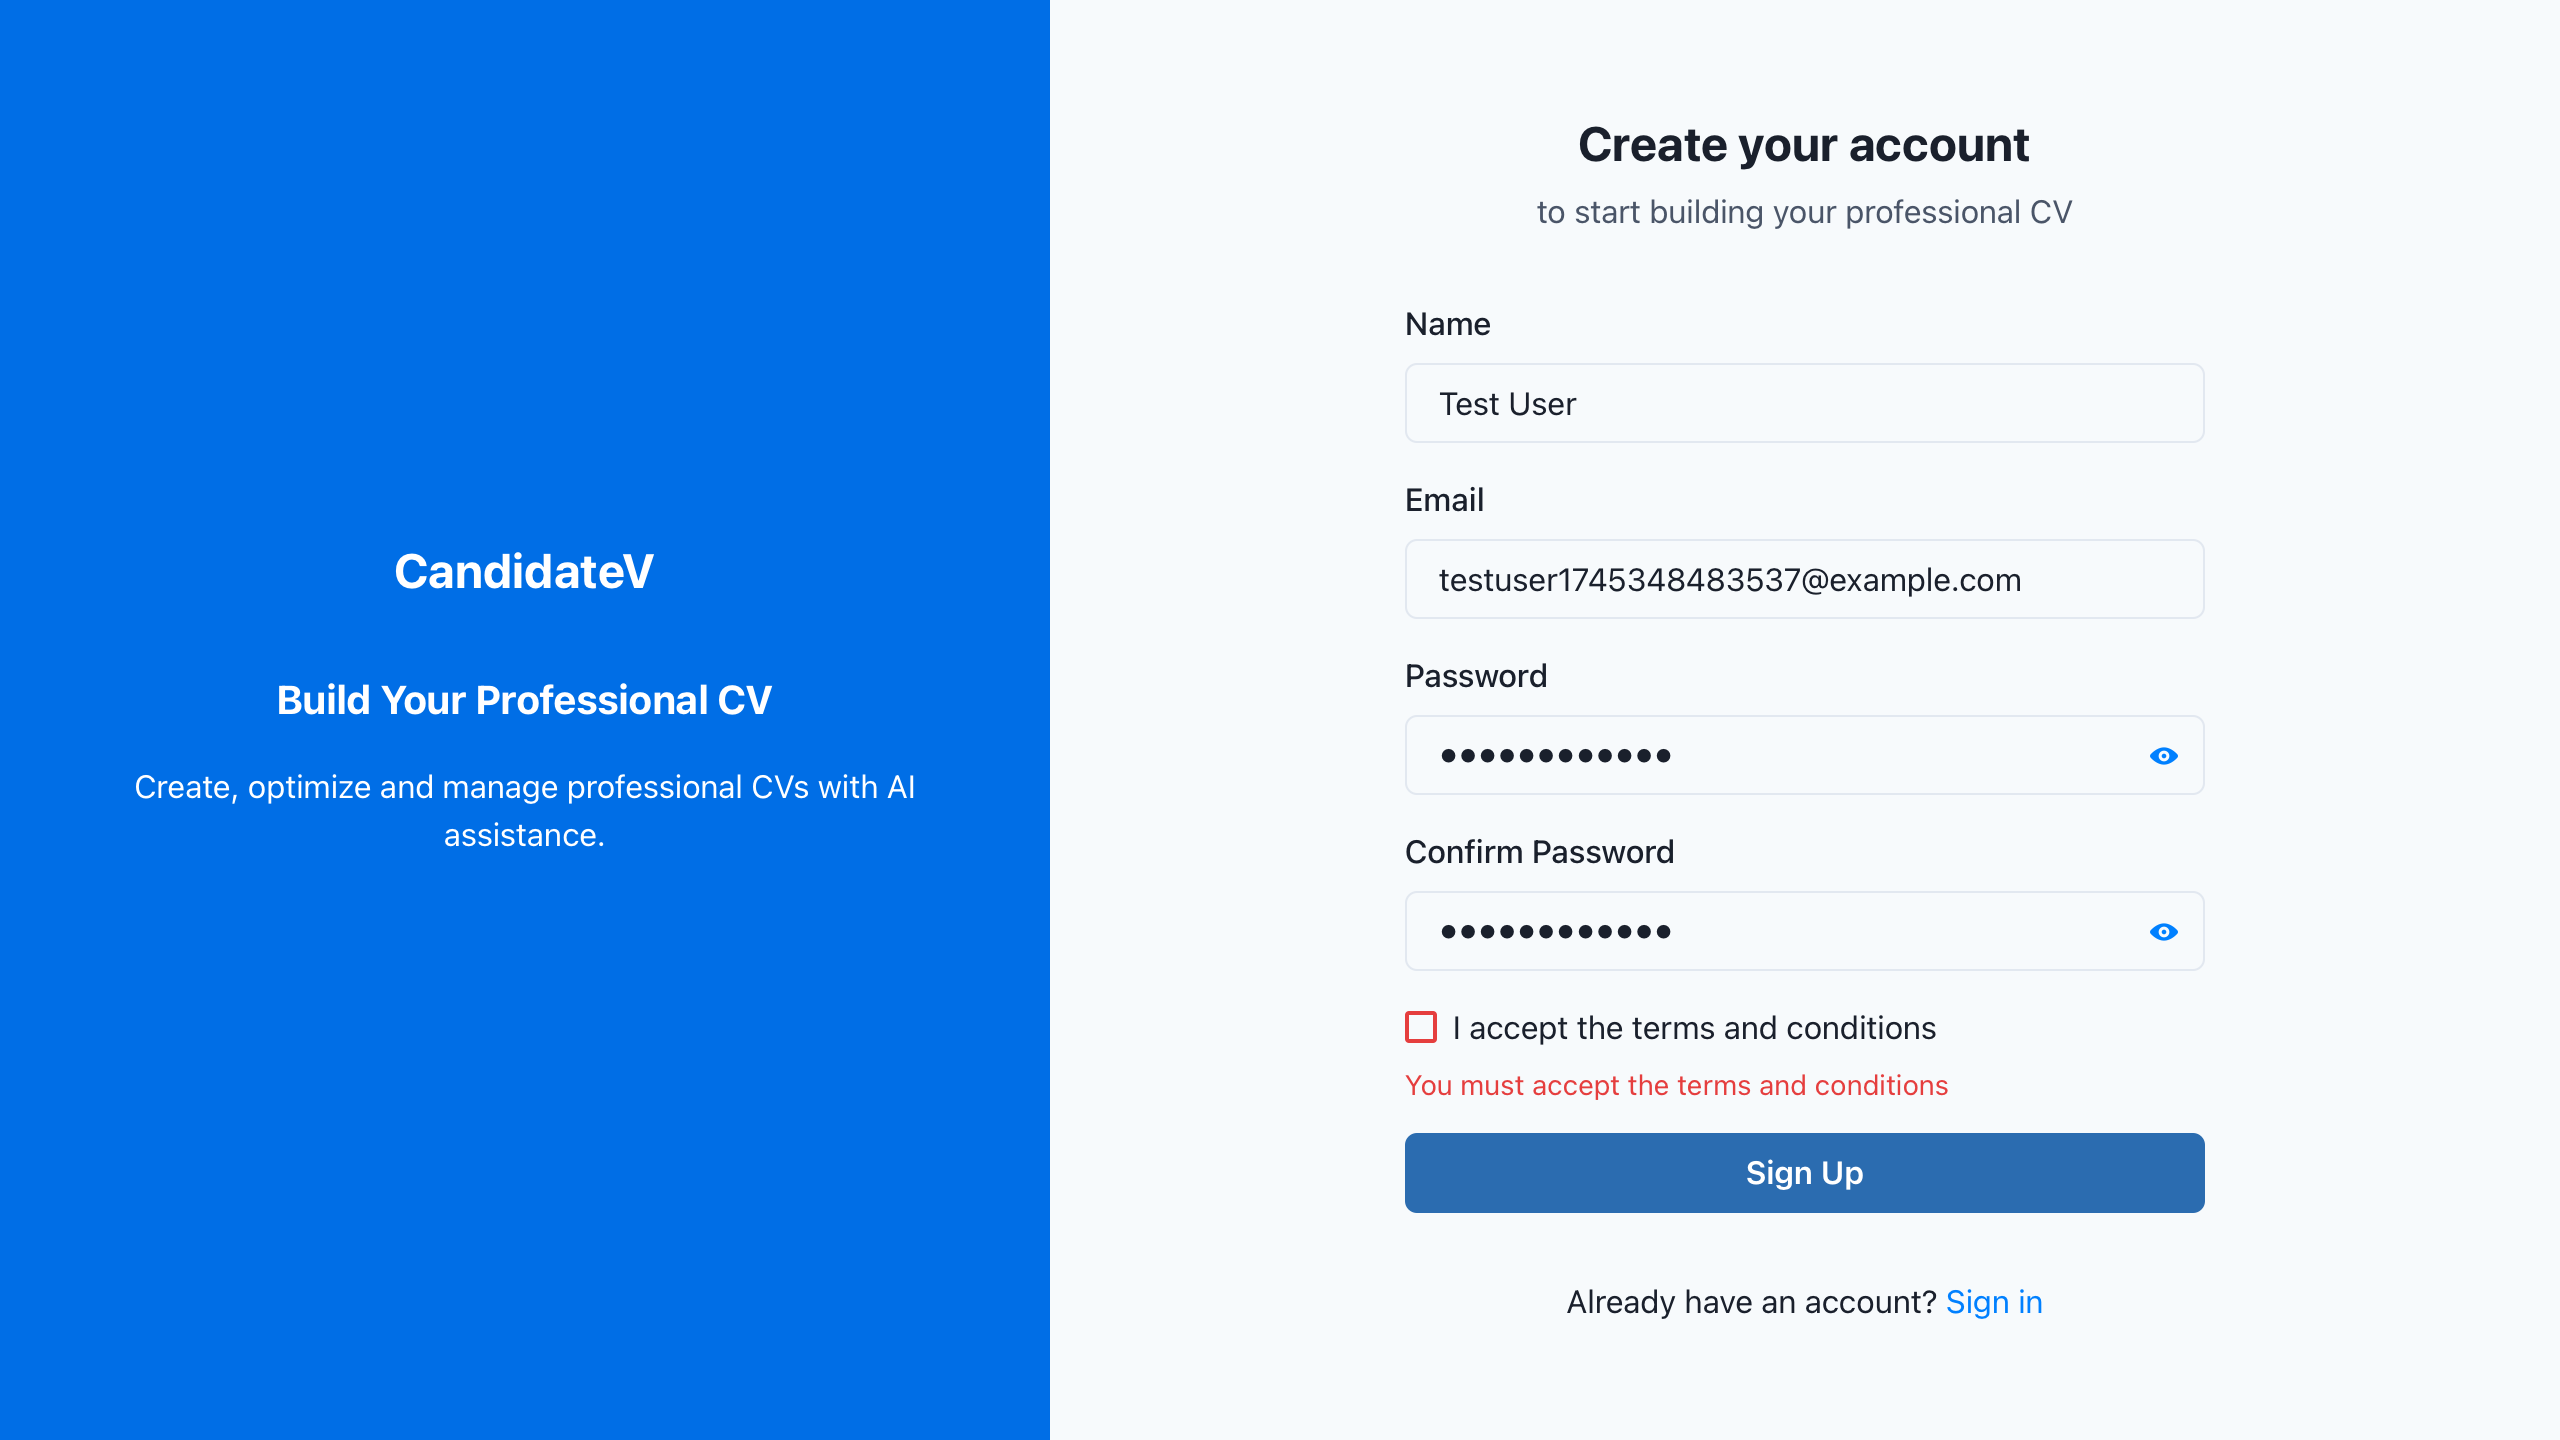 CandidateV
Build Your Professional CV
Create, optimize and manage professional CVs with AI
assistance.
Create your account
to start building your professional CV
Name
Test User
Email
testuser1745348483537@example.com
Password
••••••••••••
Confirm Password
••••••••••••
I accept the terms and conditions
You must accept the terms and conditions
Sign Up
Already have an account? Sign in